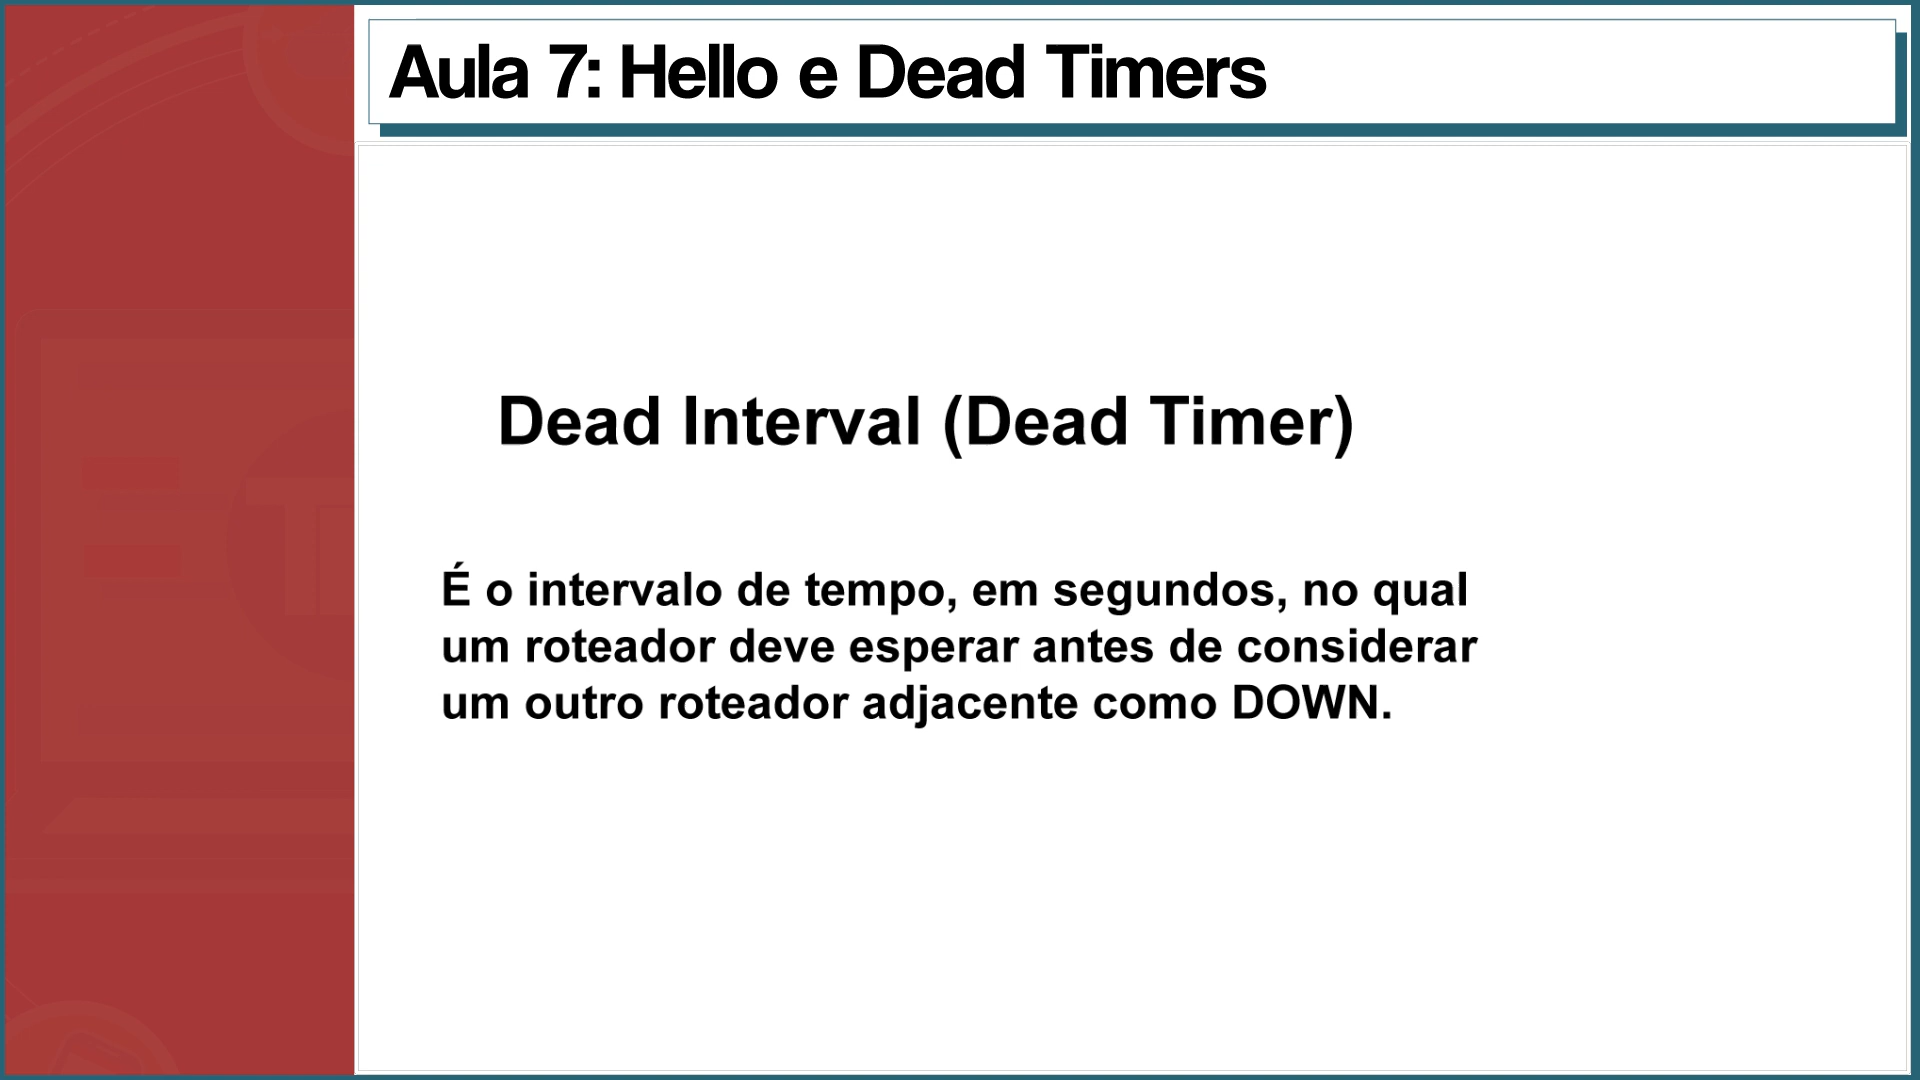 Aula 7: Hello e Dead Timers
Dead Interval (Dead Timer)
É o intervalo de tempo, em segundos, no qual
um roteador deve esperar antes de considerar
um outro roteador adjacente como DOWN.